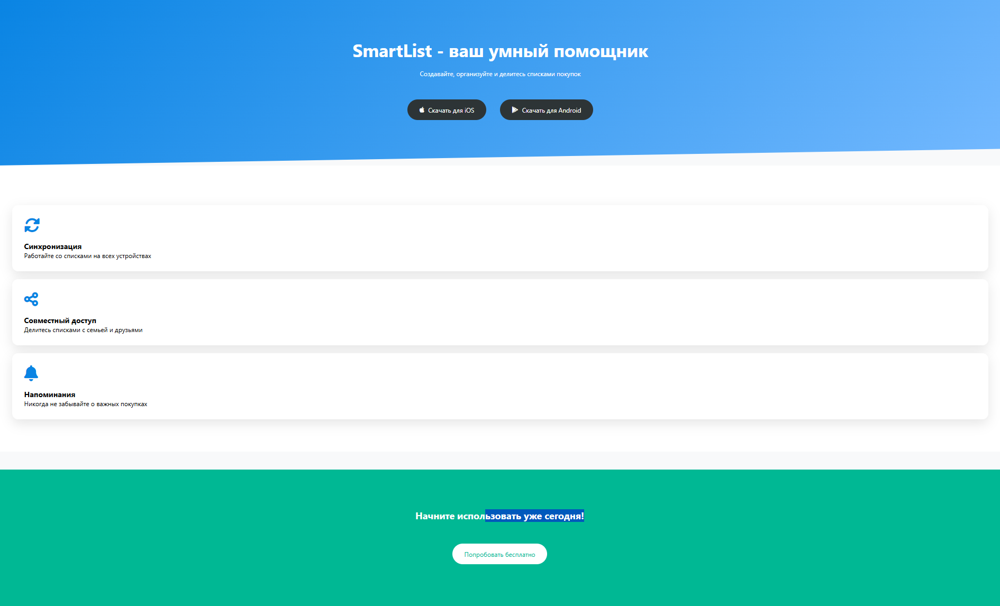 SmartList - ваш умный помощник
Создавайте, организуйте и делитесь списками покупок
Скачать для iOS
Скачать для Android
Синхронизация
Работайте со списками на всех устройствах
Совместный доступ
Делитесь списками с семьей и друзьями
Напоминания
Никогда не забывайте о важных покупках
Начните использовать уже сегодня!
Попробовать бесплатно